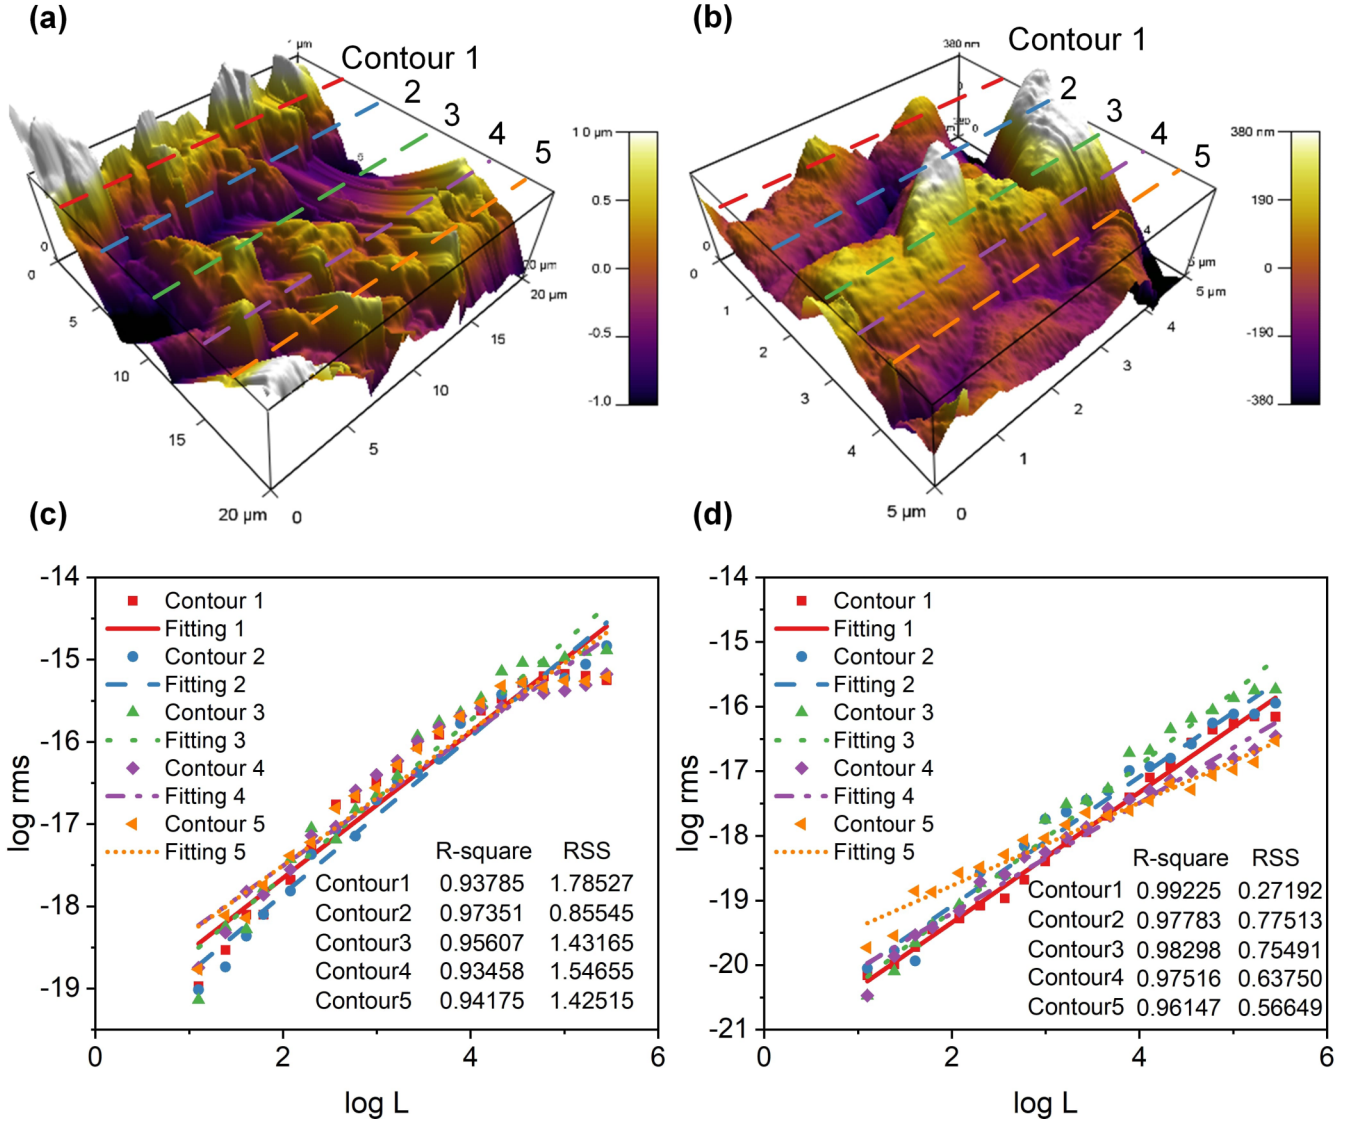 (a)
Contour 1
2
3
4
5
1.0 µm
0.5
0.0
-0.5
-1.0
0
0
5
10
15
20 µm
0
5
10
15
20 µm
(b)
380 nm
Contour 1
2
3
4
5
380 nm
190
0
-190
-380
0
0
1
2
3
4
5 µm
0
1
2
3
4
4
5 µm
5 µm
(c)
log rms
-14
-15
-16
-17
-18
-19
0
2
4
6
log L
Contour 1
Fitting 1
Contour 2
Fitting 2
Contour 3
Fitting 3
Contour 4
Fitting 4
Contour 5
Fitting 5
R-square RSS
Contour1 0.93785 1.78527
Contour2 0.97351 0.85545
Contour3 0.95607 1.43165
Contour4 0.93458 1.54655
Contour5 0.94175 1.42515
(d)
log rms
-14
-15
-16
-17
-18
-19
-20
-21
0
2
4
6
log L
Contour 1
Fitting 1
Contour 2
Fitting 2
Contour 3
Fitting 3
Contour 4
Fitting 4
Contour 5
Fitting 5
R-square RSS
Contour1 0.99225 0.27192
Contour2 0.97783 0.77513
Contour3 0.98298 0.75491
Contour4 0.97516 0.63750
Contour5 0.96147 0.56649